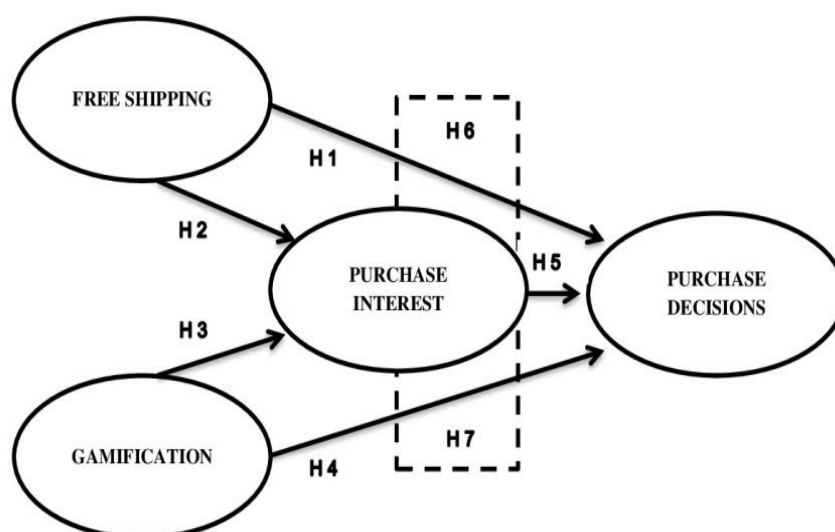 FREE SHIPPING
H6
H1
H2
H5
PURCHASE
INTEREST
PURCHASE
DECISIONS
H3
GAMIFICATION
H4
H7